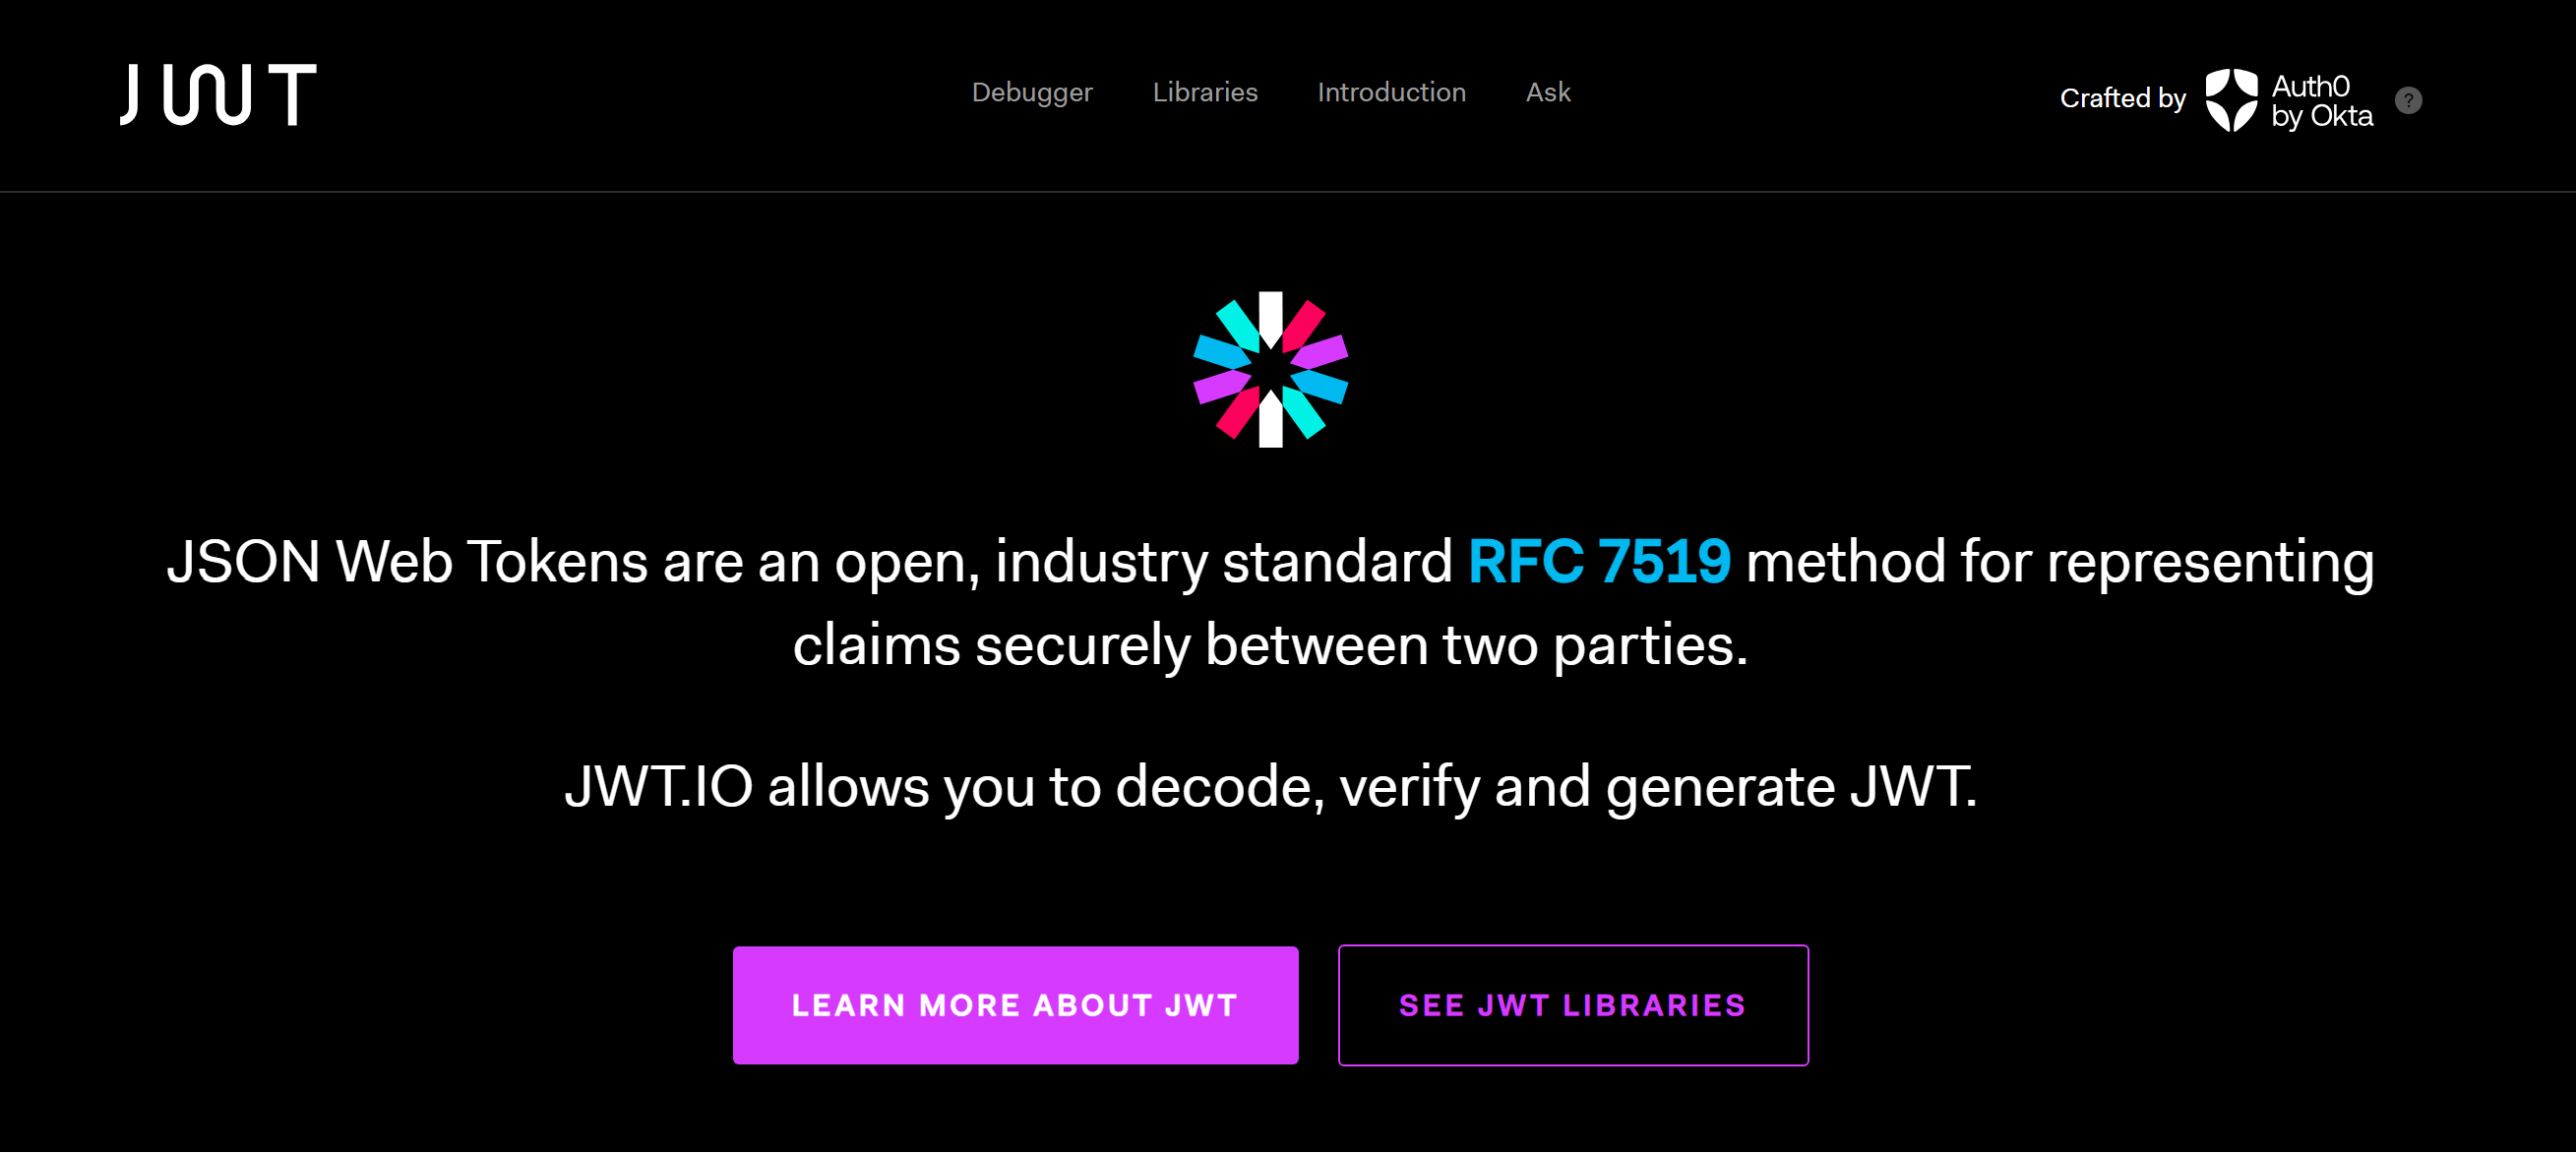 JWT
Debugger Libraries Introduction Ask
Crafted by
Auth0
by Okta
?
JSON Web Tokens are an open, industry standard RFC 7519 method for representing
claims securely between two parties.
JWT.IO allows you to decode, verify and generate JWT.
LEARN MORE ABOUT JWT
SEE JWT LIBRARIES